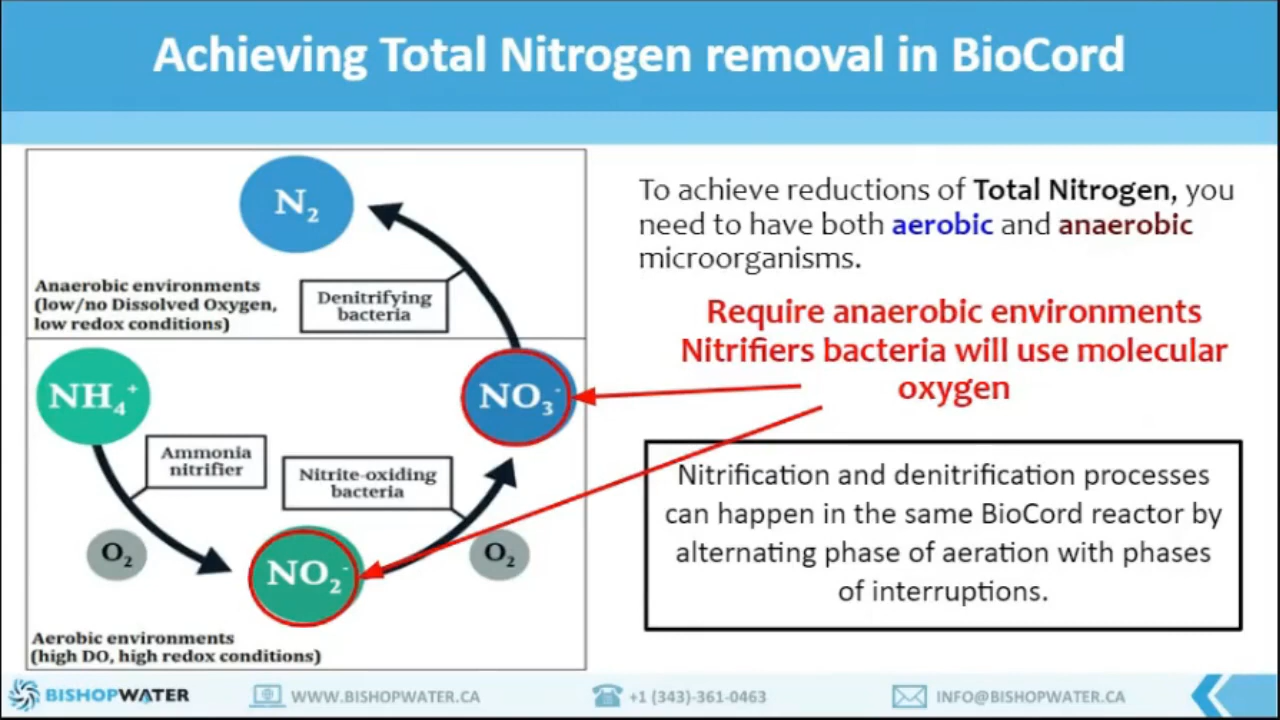 Achieving Total Nitrogen removal in BioCord
N₂
Anaerobic environments
(low/no Dissolved Oxygen,
low redox conditions)
Denitrifying
bacteria
NH₄⁺
NO₃⁻
Ammonia
nitrifier
Nitrite-oxiding
bacteria
O₂
NO₂⁻
O₂
Aerobic environments
(high DO, high redox conditions)
To achieve reductions of Total Nitrogen, you
need to have both aerobic and anaerobic
microorganisms.
Require anaerobic environments
Nitrifiers bacteria will use molecular
oxygen
Nitrification and denitrification processes
can happen in the same BioCord reactor by
alternating phase of aeration with phases
of interruptions.
BISHOPWATER
WWW.BISHOPWATER.CA
+1 (343)-361-0463
INFO@BISHOPWATER.CA